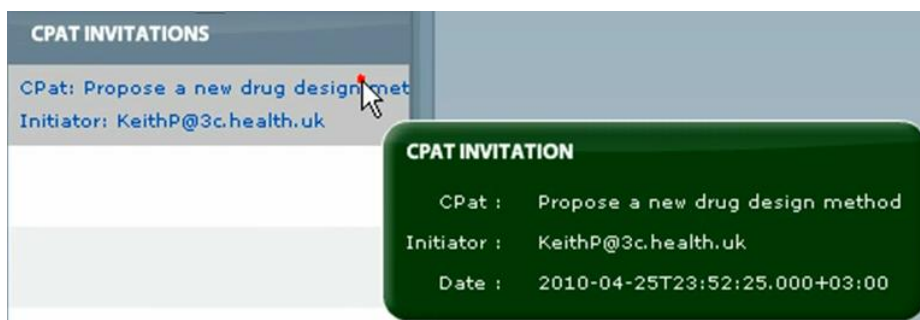 CPAT INVITATIONS
CPat: Propose a new drug design met
Initiator: KeithP@3c.health.uk
CPAT INVITATION
CPat : Propose a new drug design method
Initiator : KeithP@3c.health.uk
Date : 2010-04-25T23:52:25.000+03:00